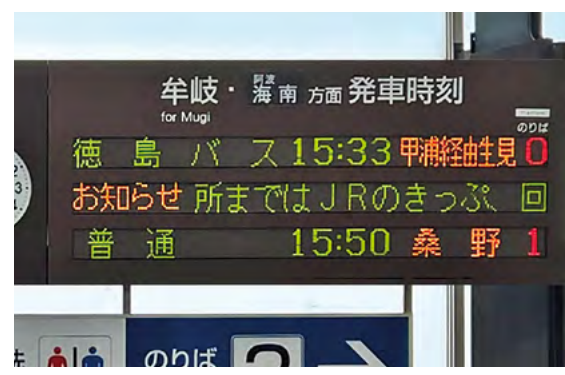 牟岐・阿波海南 方面 発車時刻
for Mugi
のりば
徳島バス 15:33 甲浦経由生見 0
お知らせ 所まではJRのきっぷ、回
普通 15:50 桑野 1
のりば 2 →